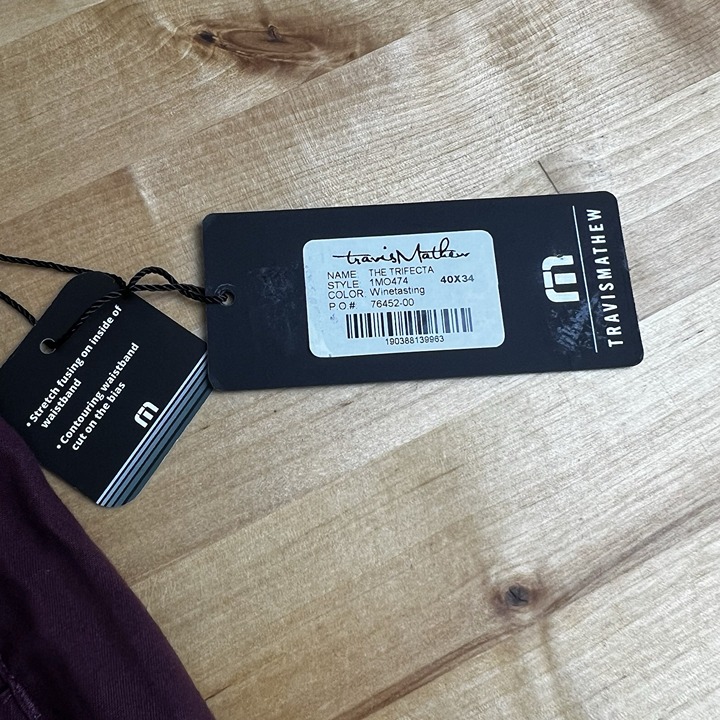 travisMathew
NAME THE TRIFECTA
STYLE 1MO474 40X34
COLOR: Winetasting
P.O.# 76452-00
190388139963
TRAVISMATHEW
• Stretch fusing on inside of
waistband
• Contouring waistband
cut on the bias